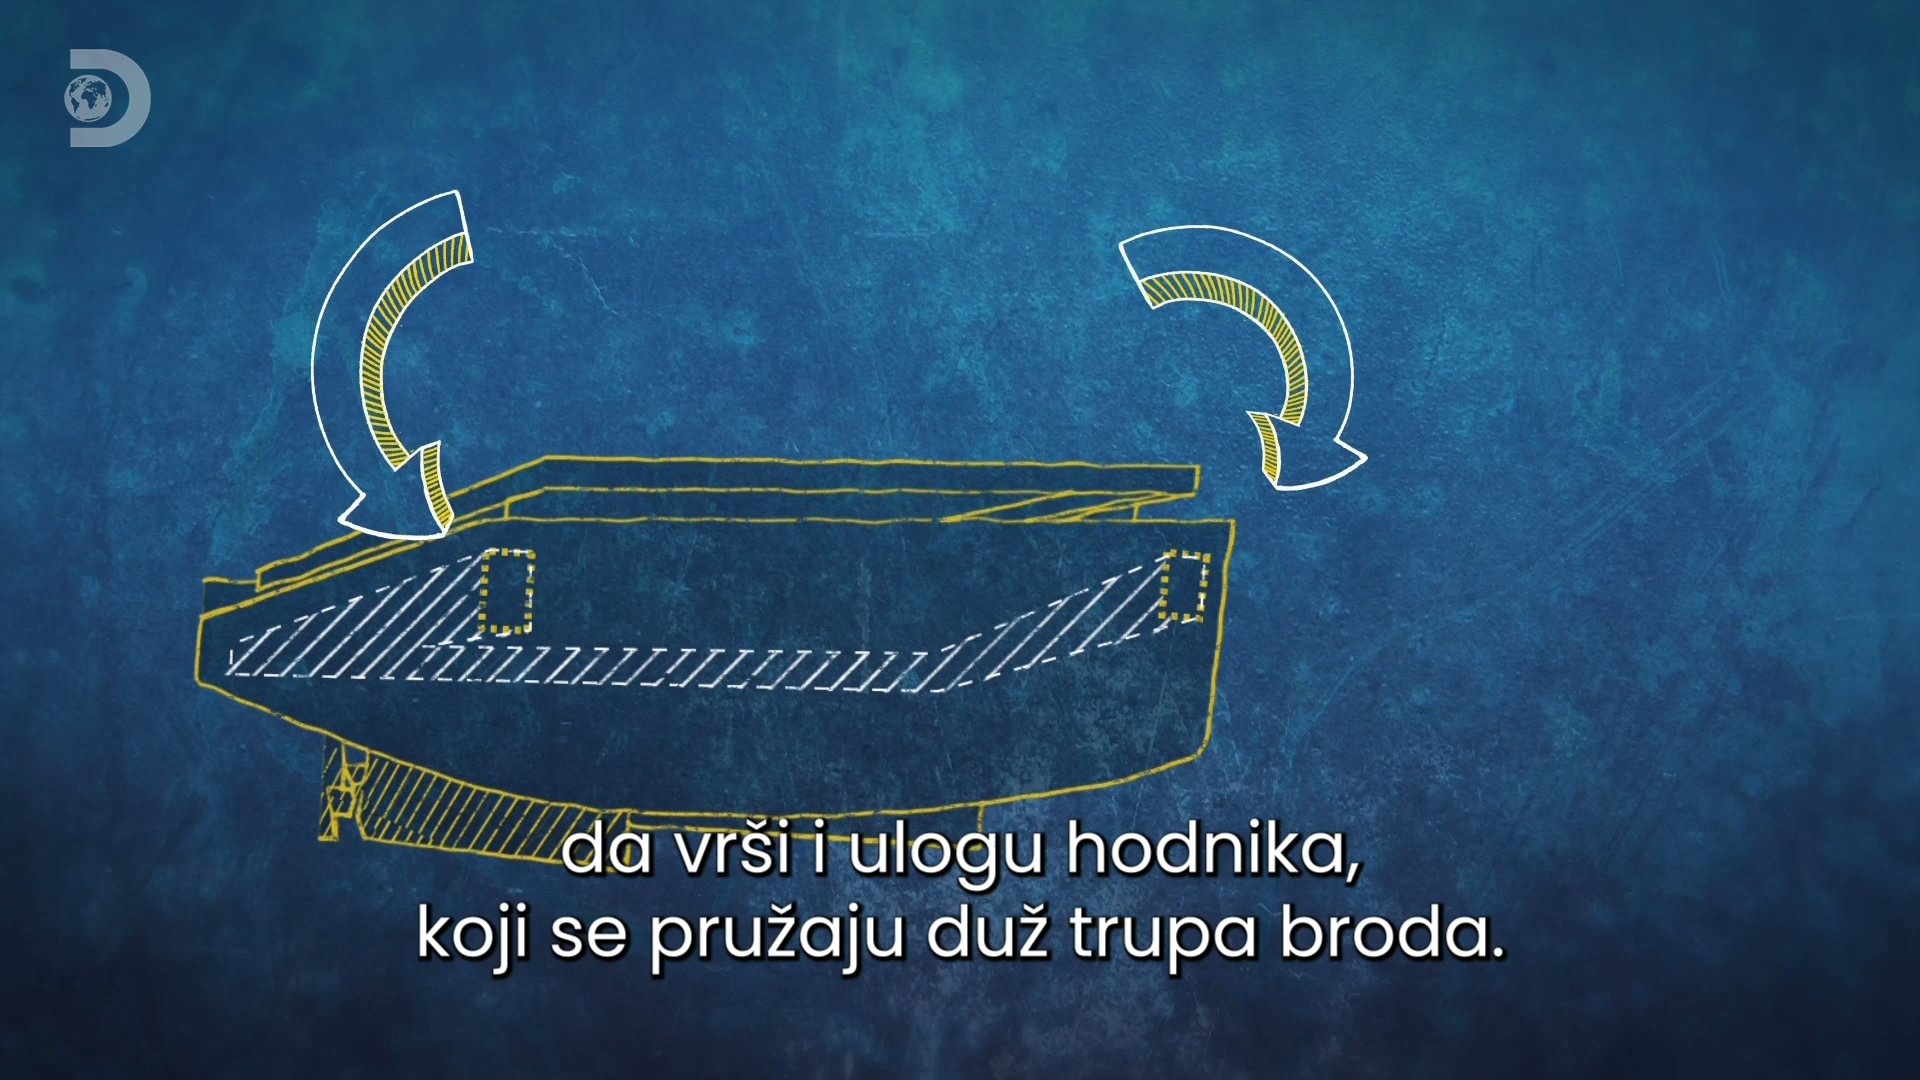 da vrši i ulogu hodnika,
koji se pružaju duž trupa broda.